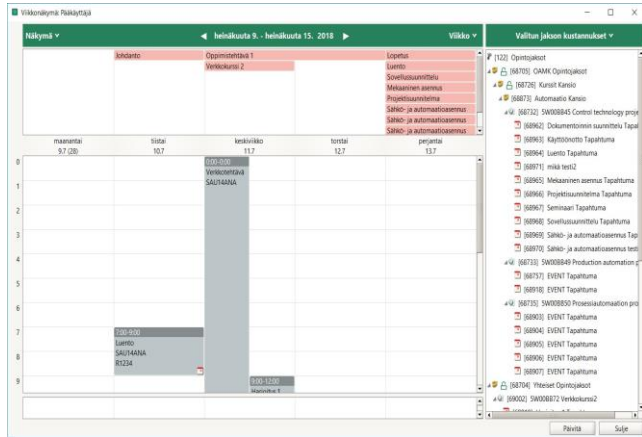 Viikkonäkymä: Pääkäyttäjä
Näkymä
heinäkuuta 9. - heinäkuuta 15. 2018
Viikko
Valitun jakson kustannukset
Johdanto
Oppimistehtävä 1
Lopetus
Verkkokurssi 2
Luento
Sovellussuunnittelu
Mekaaninen asennus
Projektisuunnitelma
Sähkö- ja automaatioasennus
Sähkö- ja automaatioasennus
Sähkö- ja automaatioasennus
maanantai
9.7 (28)
tiistai
10.7
keskiviikko
11.7
torstai
12.7
perjantai
13.7
0
1
2
3
4
5
6
7
8
9
0:00-0:00
Verkkotehtävä
SAU14ANA
7:00-9:00
Luento
SAU14ANA
R1234
9:00-12:00
Harjoitus 1
[122] Opintojaksot
[68705] OAMK Opintojaksot
[68726] Kurssit Kansio
[68873] Automaatio Kansio
[68732] 5W00BB45 Control technology proje
[68962] Dokumentoinnin suunnittelu Tapa
[68963] Käyttöönotto Tapahtuma
[68964] Luento Tapahtuma
[68971] mikä testi2
[68965] Mekaaninen asennus Tapahtuma
[68966] Projektisuunnitelma Tapahtuma
[68967] Seminaari Tapahtuma
[68968] Sovellussuunnittelu Tapahtuma
[68969] Sähkö- ja automaatioasennus Tap
[68970] Sähkö- ja automaatioasennus testi
[68733] 5W00BB49 Production automation p
[68757] EVENT Tapahtuma
[68918] EVENT Tapahtuma
[68735] 5W00BB50 Prosessiautomaation pro
[68903] EVENT Tapahtuma
[68904] EVENT Tapahtuma
[68905] EVENT Tapahtuma
[68906] EVENT Tapahtuma
[68907] EVENT Tapahtuma
[68704] Yhteiset Opintojaksot
[69002] 5W00BB72 Verkkokurssi2
Päivitä
Sulje